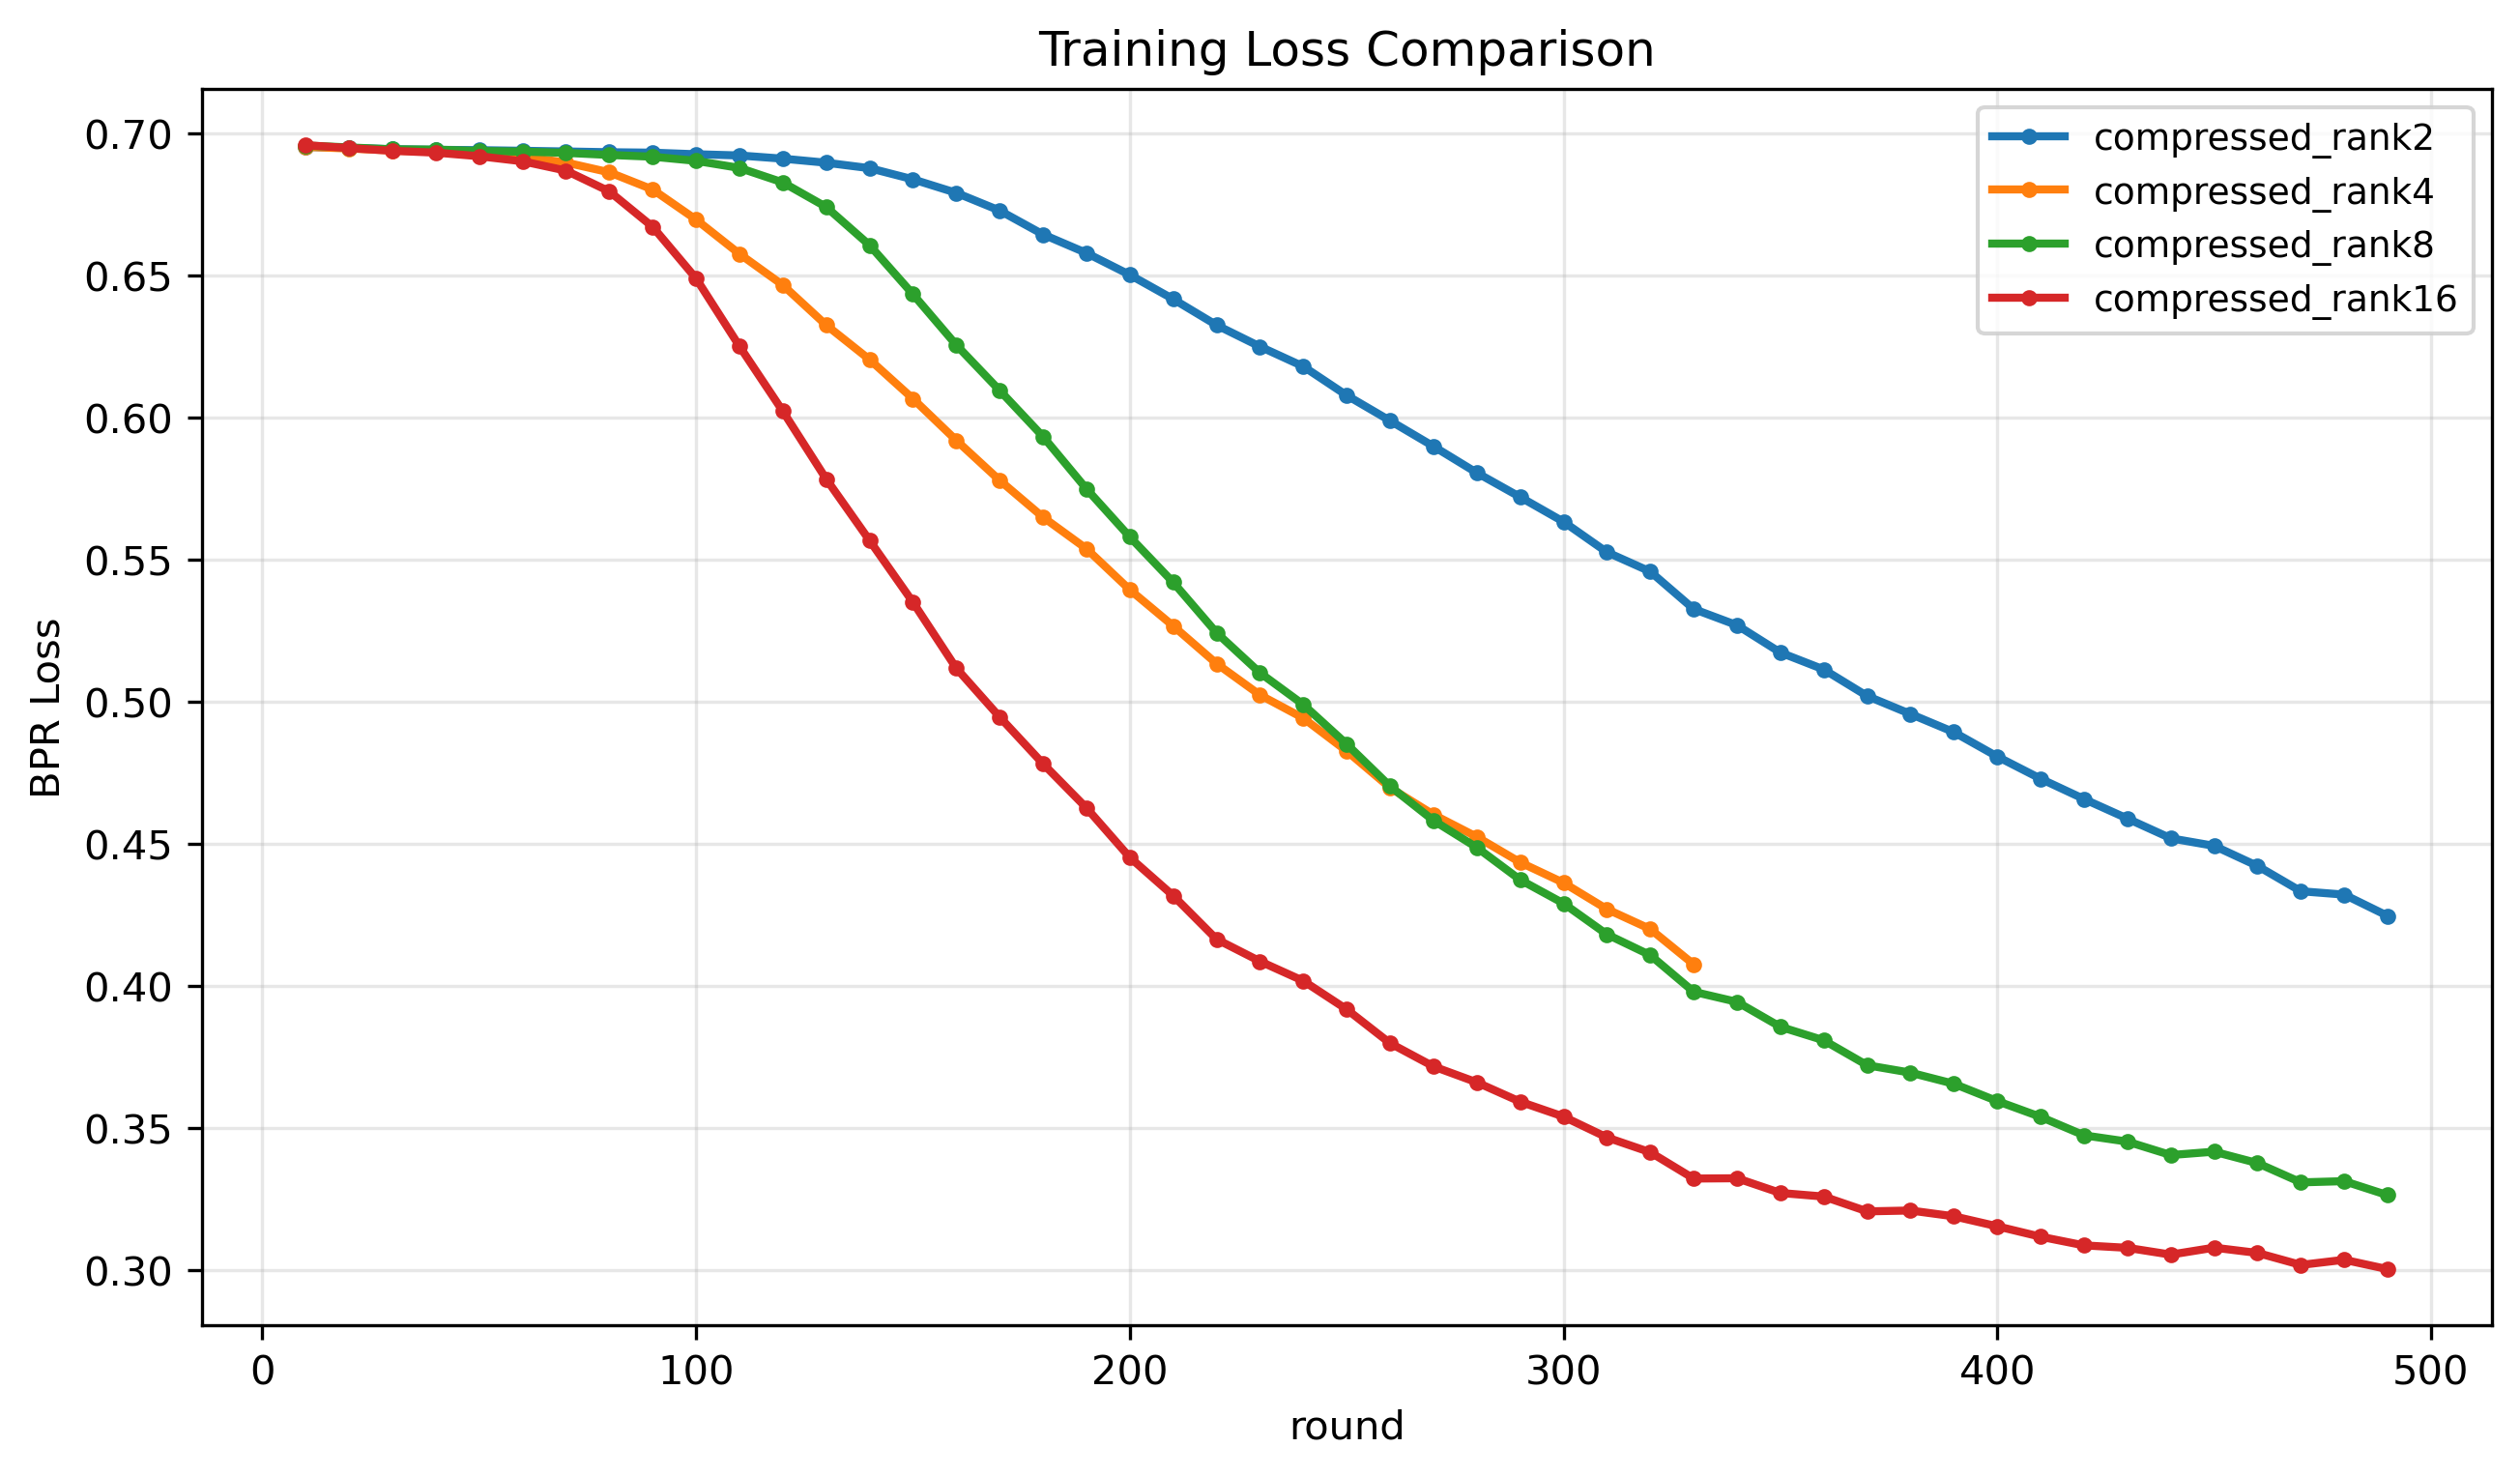 Training Loss Comparison
compressed_rank2
compressed_rank4
compressed_rank8
compressed_rank16
BPR Loss
0.70
0.65
0.60
0.55
0.50
0.45
0.40
0.35
0.30
0 100 200 300 400 500
round